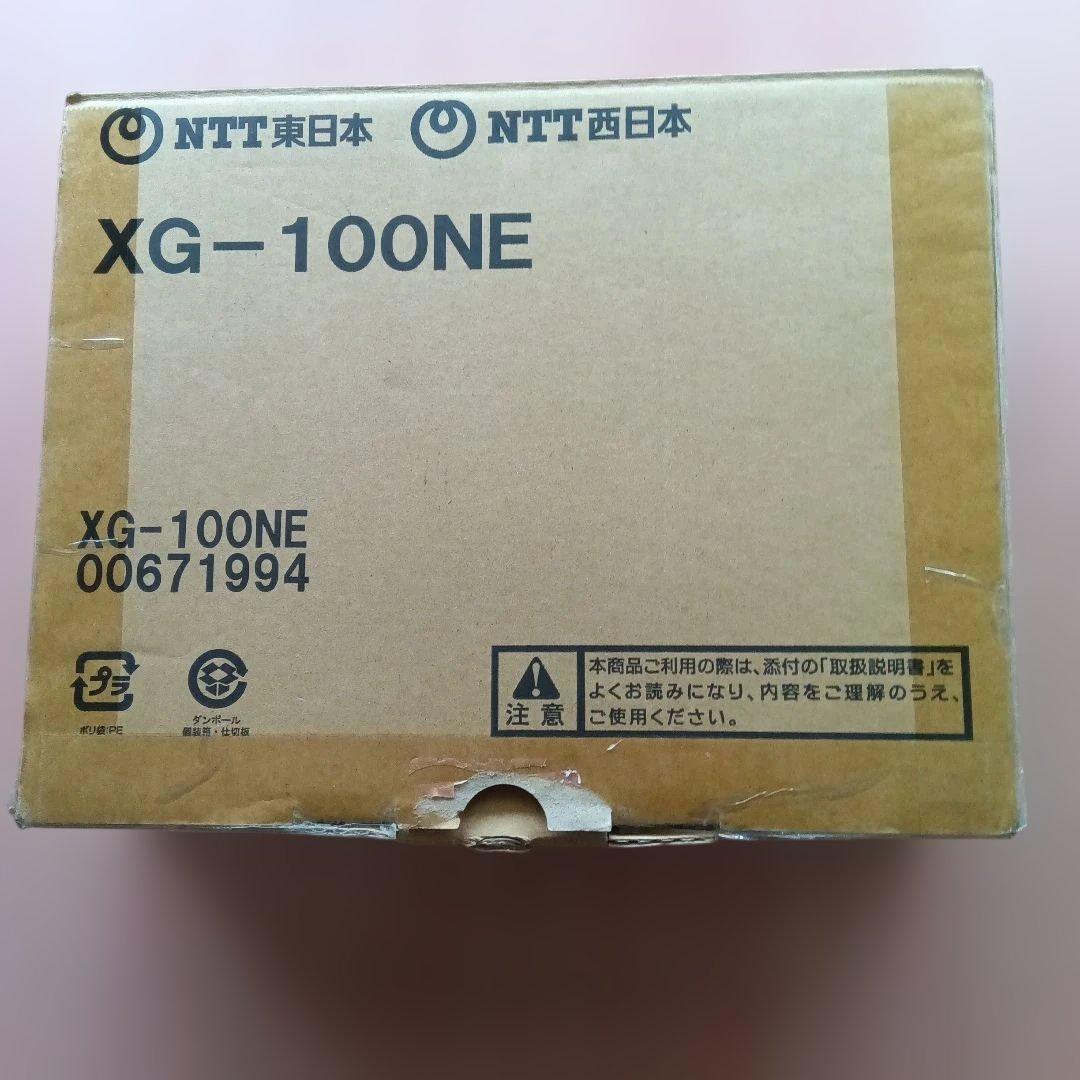 NTT東日本 NTT西日本
XG-100NE
XG-100NE
00671994
プラ
ポリ袋:PE
ダンボール
個装箱・仕切板
注意
本商品ご利用の際は、添付の「取扱説明書」を
よくお読みになり、内容をご理解のうえ、
ご使用ください。